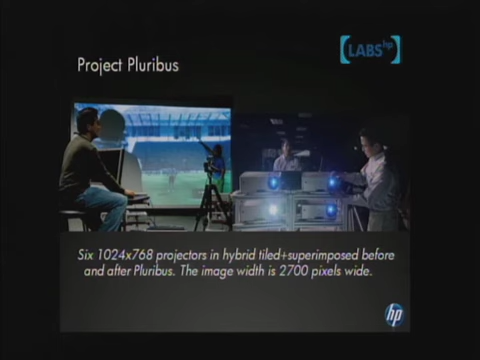 LABS hp
Project Pluribus
Six 1024x768 projectors in hybrid tiled+superimposed before
and after Pluribus. The image width is 2700 pixels wide.
hp